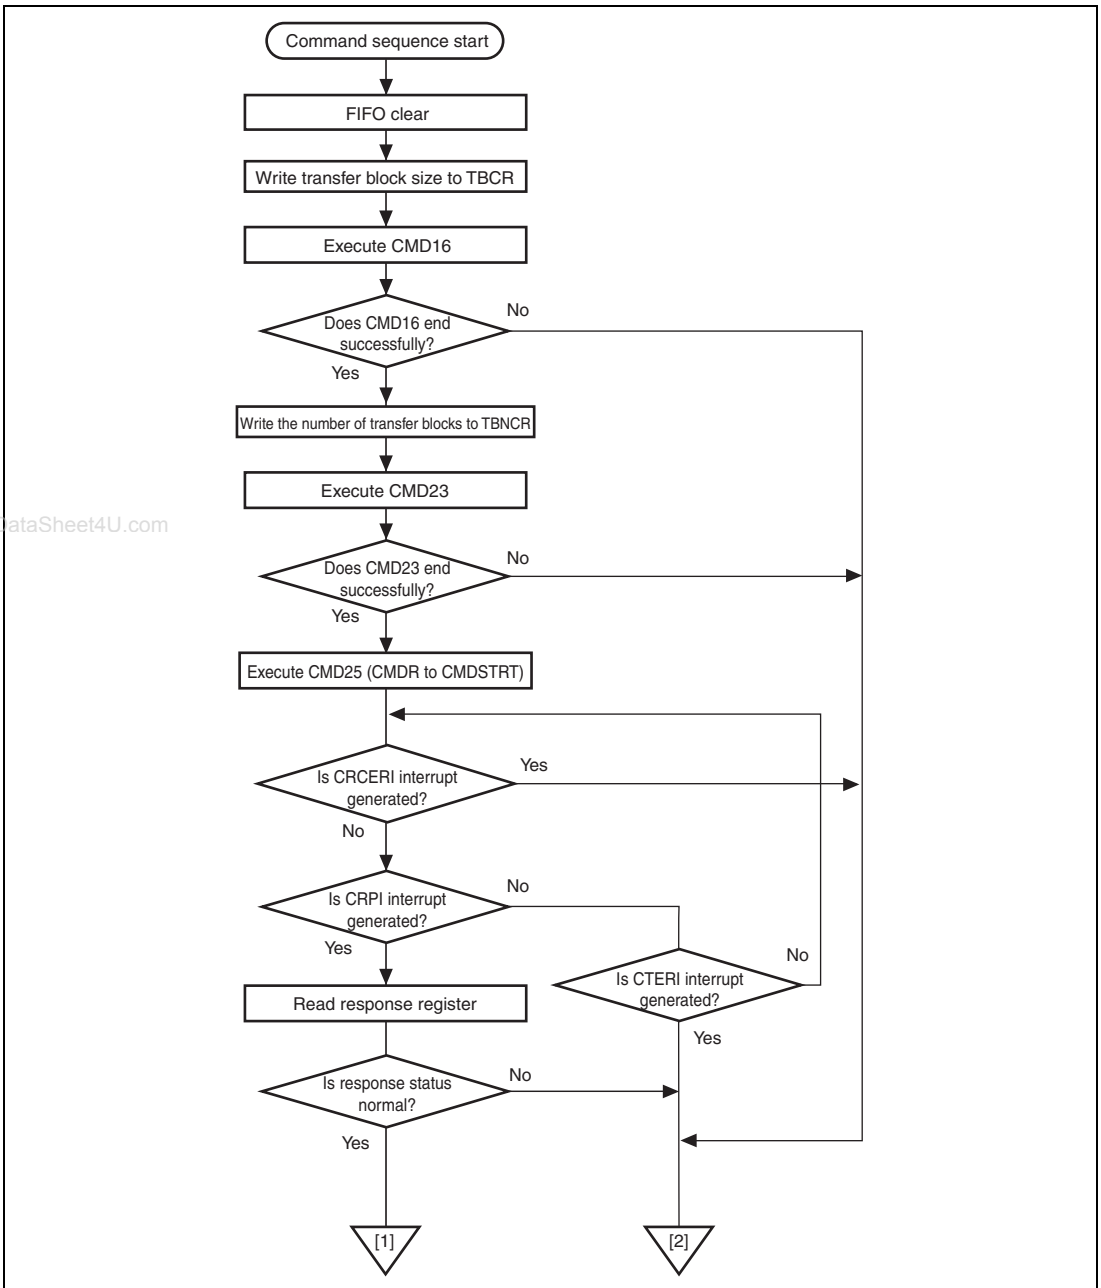 Command sequence start
FIFO clear
Write transfer block size to TBCR
Execute CMD16
Does CMD16 end
successfully?
No
Yes
Write the number of transfer blocks to TBNCR
Execute CMD23
DataSheet4U.com
Does CMD23 end
successfully?
No
Yes
Execute CMD25 (CMDR to CMDSTRT)
Is CRCERI interrupt
generated?
Yes
No
Is CRPI interrupt
generated?
No
Yes
Is CTERI interrupt
generated?
No
Yes
Read response register
Is response status
normal?
No
Yes
[1]
[2]